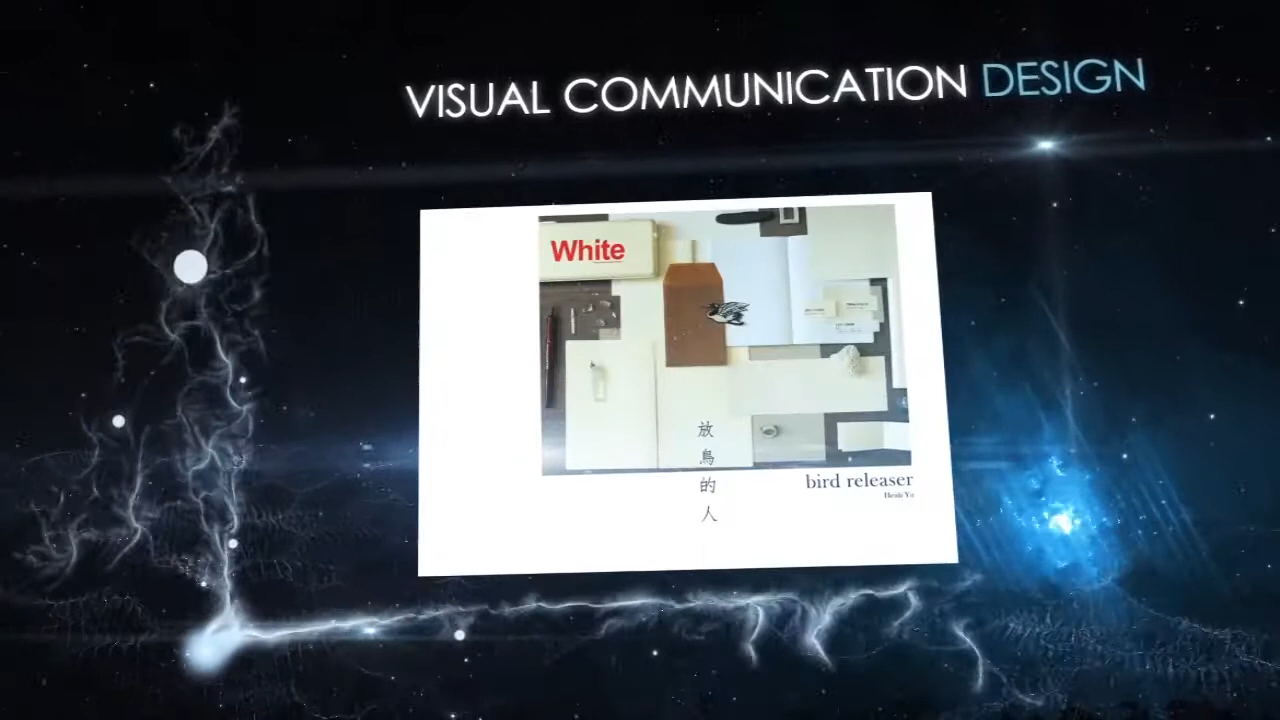 VISUAL COMMUNICATION DESIGN
White
放鳥的人
bird releaser